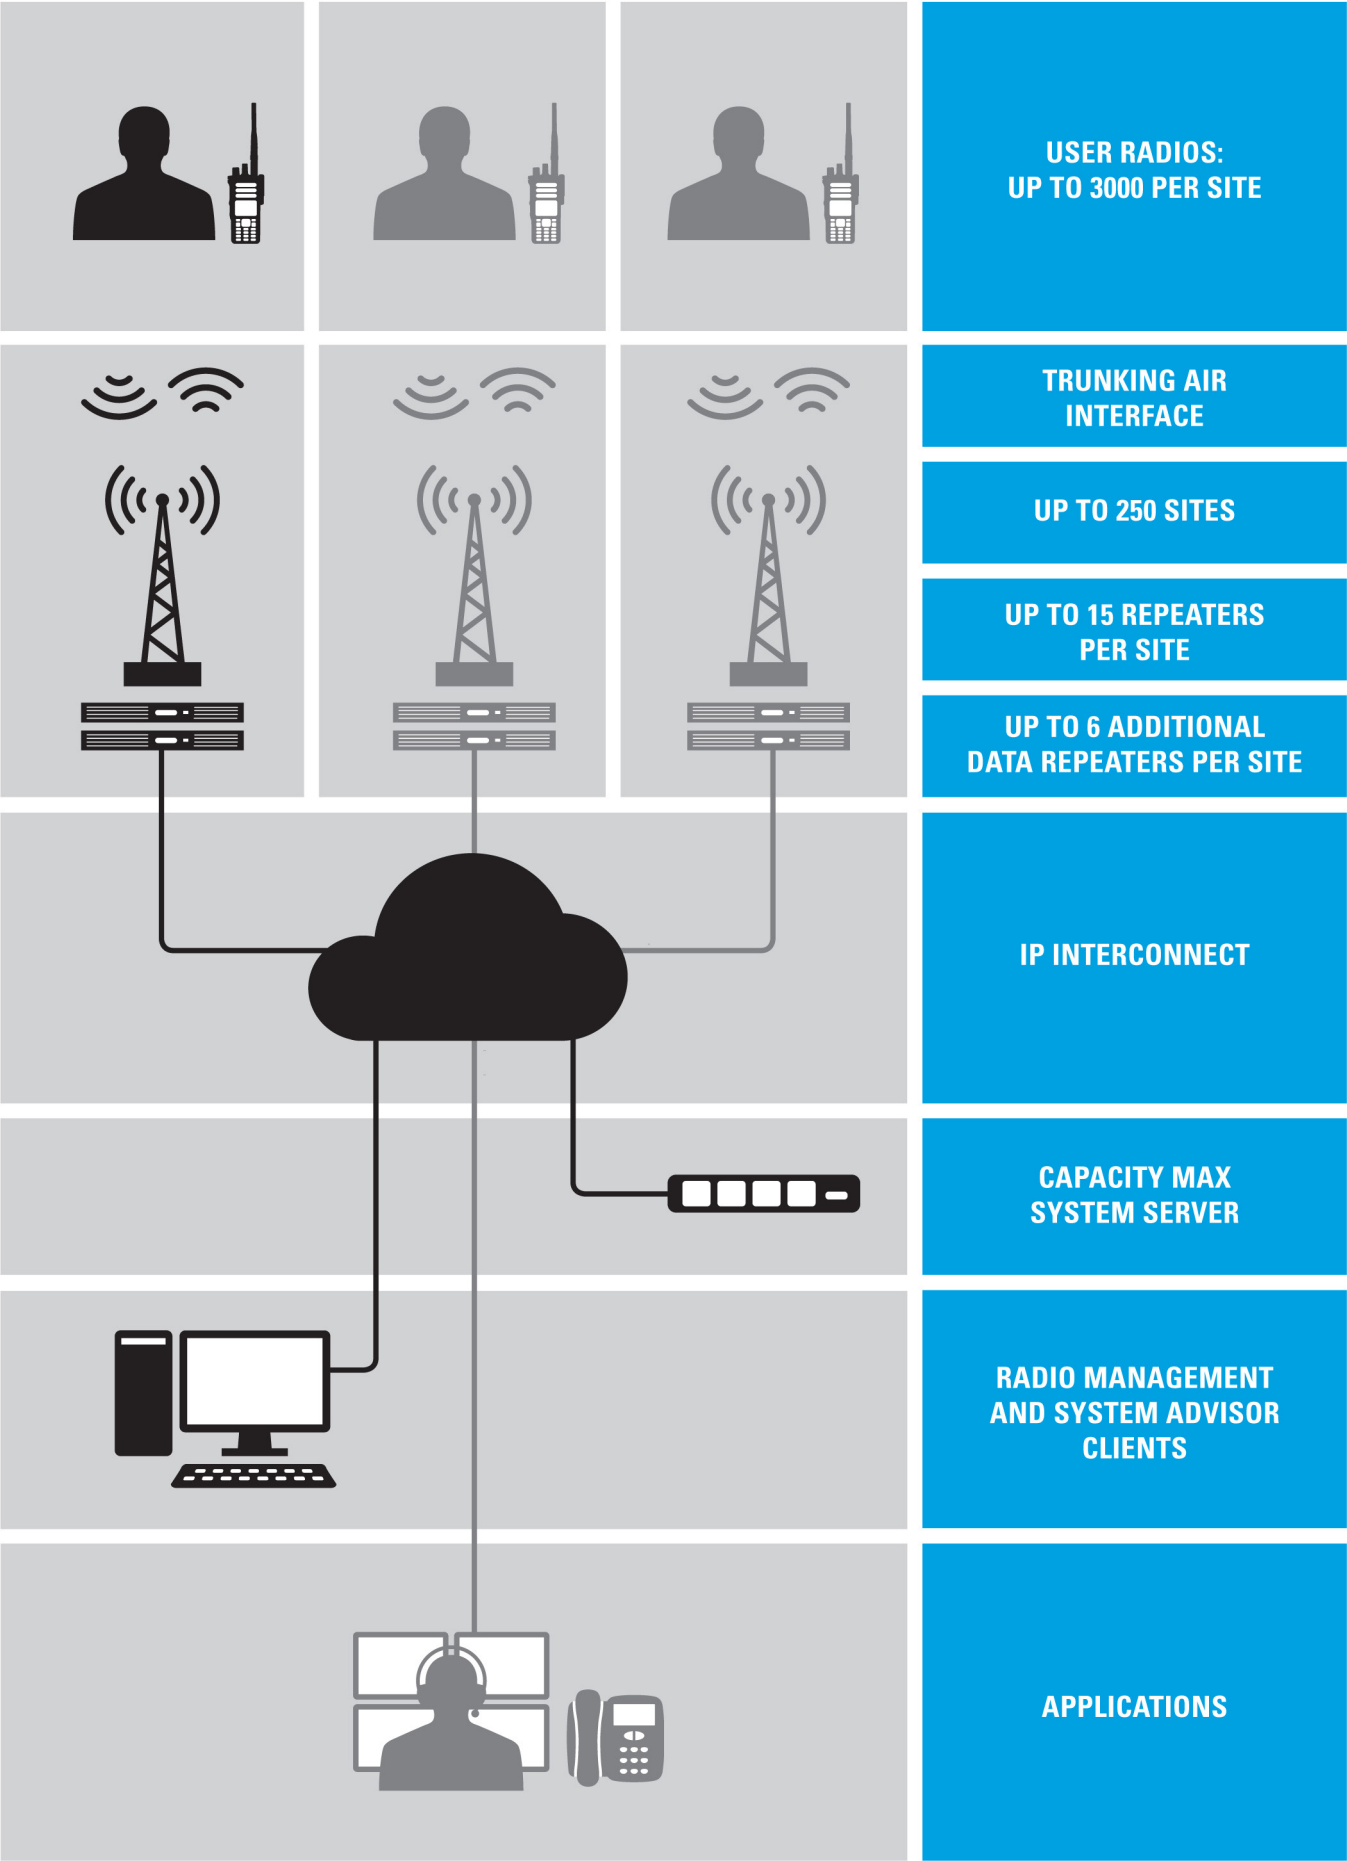 USER RADIOS:
UP TO 3000 PER SITE
TRUNKING AIR
INTERFACE
UP TO 250 SITES
UP TO 15 REPEATERS
PER SITE
UP TO 6 ADDITIONAL
DATA REPEATERS PER SITE
IP INTERCONNECT
CAPACITY MAX
SYSTEM SERVER
RADIO MANAGEMENT
AND SYSTEM ADVISOR
CLIENTS
APPLICATIONS